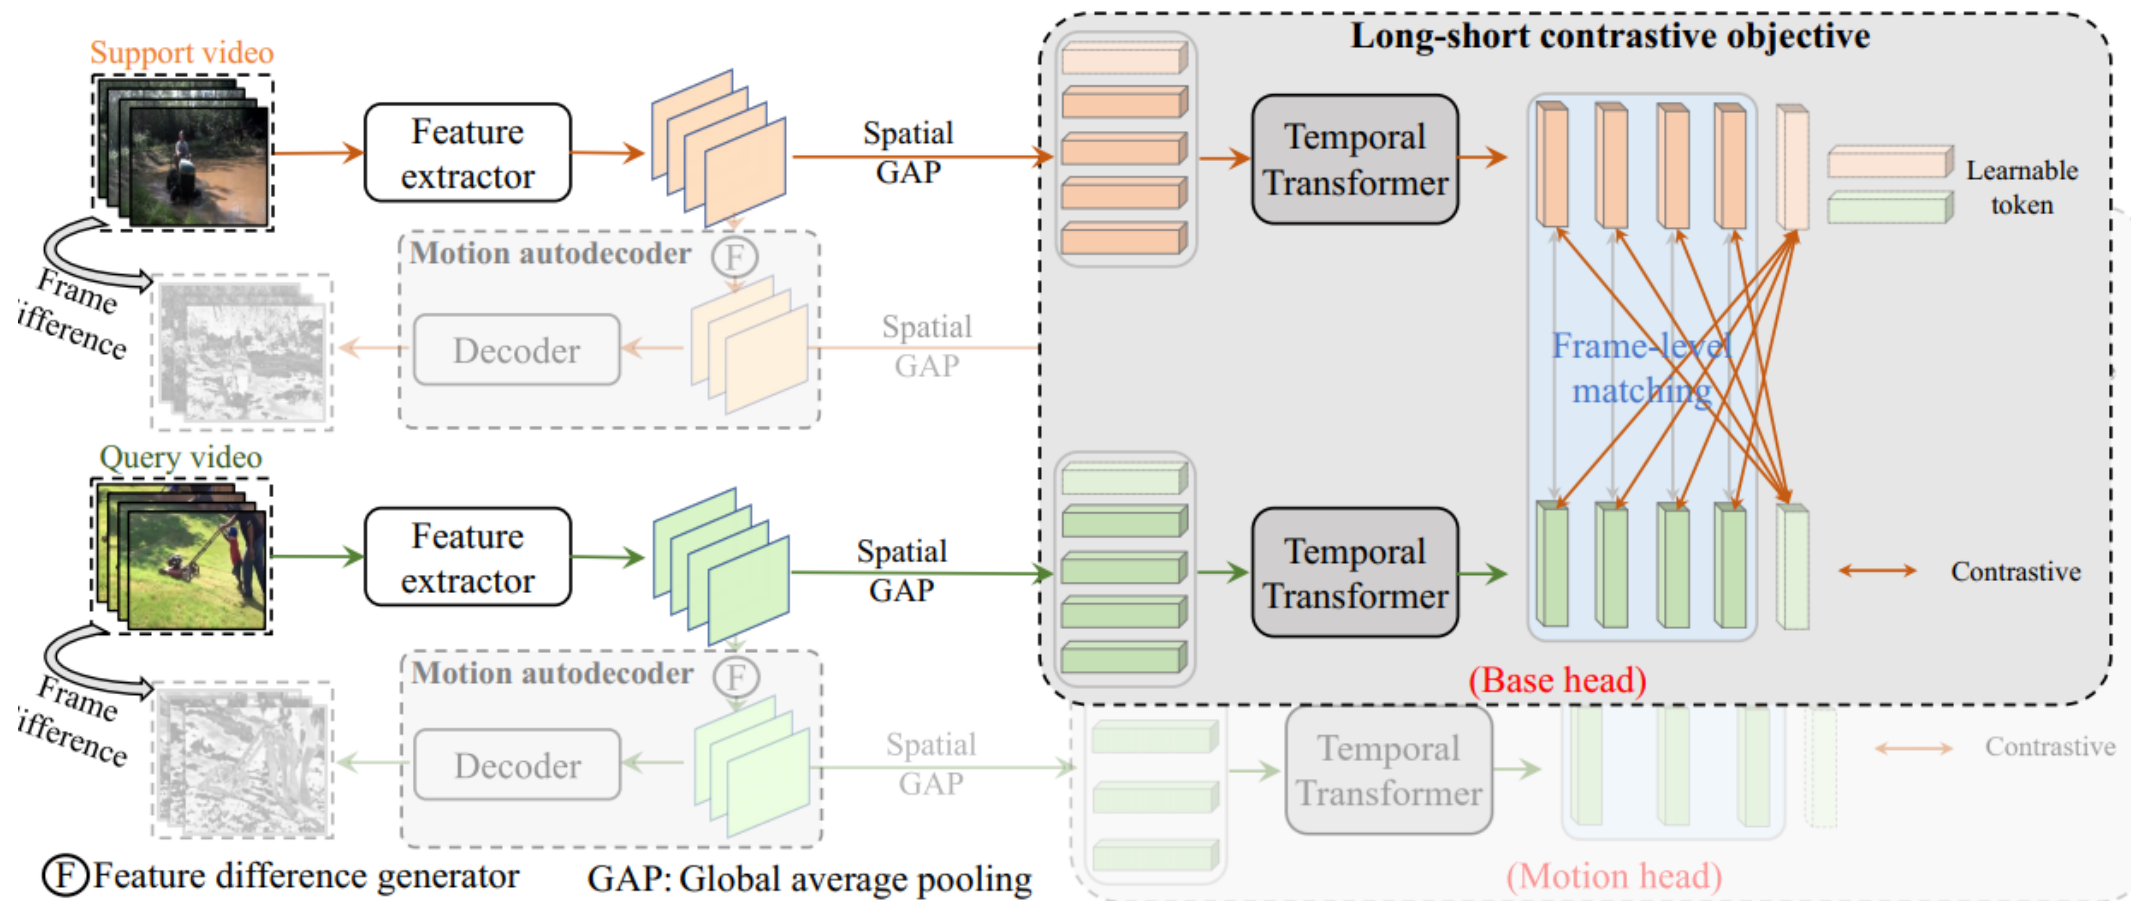 Long-short contrastive objective
Support video
Feature
extractor
Spatial
GAP
Temporal
Transformer
Learnable
token
Motion autodecoder
F
Frame
ifference
Decoder
Spatial
GAP
Frame-level
matching
Query video
Feature
extractor
Spatial
GAP
Temporal
Transformer
Contrastive
Motion autodecoder
F
(Base head)
Frame
ifference
Decoder
Spatial
GAP
Temporal
Transformer
Contrastive
(Motion head)
F Feature difference generator
GAP: Global average pooling